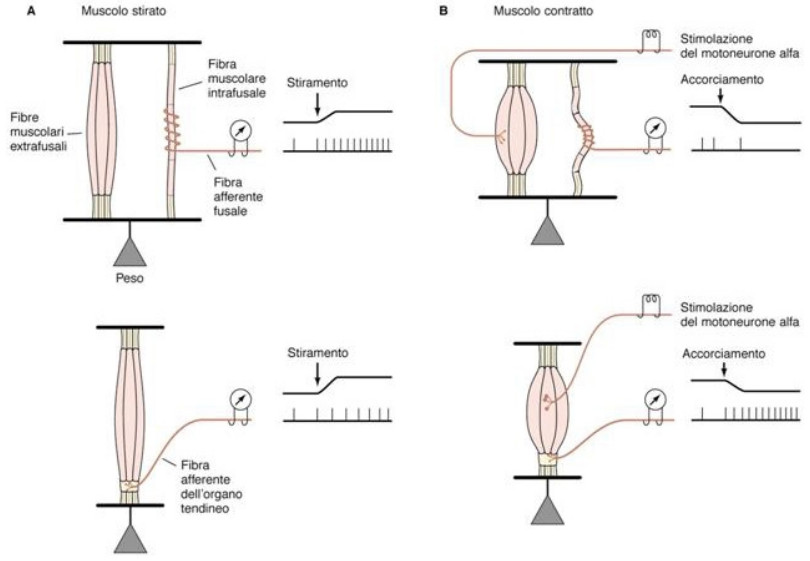 A
Muscolo stirato
Fibre
muscolari
extrafusali
Fibra
muscolare
intrafusale
Fibra
afferente
fusale
Stiramento
Peso
Stiramento
Fibra
afferente
dell'organo
tendineo
B
Muscolo contratto
Stimolazione
del motoneurone alfa
Accorciamento
Stimolazione
del motoneurone alfa
Accorciamento